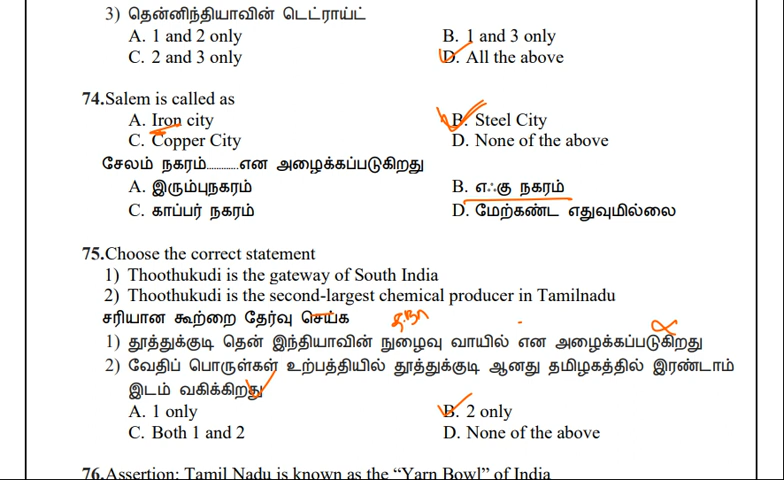 3) தென்னிந்தியாவின் டெட்ராய்ட்
A. 1 and 2 only B. 1 and 3 only
C. 2 and 3 only D. All the above
74.Salem is called as
A. Iron city B. Steel City
C. Copper City D. None of the above
சேலம் நகரம்.............என அழைக்கப்படுகிறது
A. இரும்புநகரம் B. எஃகு நகரம்
C. காப்பர் நகரம் D. மேற்கண்ட எதுவுமில்லை
75.Choose the correct statement
1) Thoothukudi is the gateway of South India
2) Thoothukudi is the second-largest chemical producer in Tamilnadu
சரியான கூற்றை தேர்வு செய்க
1) தூத்துக்குடி தென் இந்தியாவின் நுழைவு வாயில் என அழைக்கப்படுகிறது
2) வேதிப் பொருள்கள் உற்பத்தியில் தூத்துக்குடி ஆனது தமிழகத்தில் இரண்டாம்
இடம் வகிக்கிறது
A. 1 only B. 2 only
C. Both 1 and 2 D. None of the above
76.Assertion: Tamil Nadu is known as the “Yarn Bowl” of India